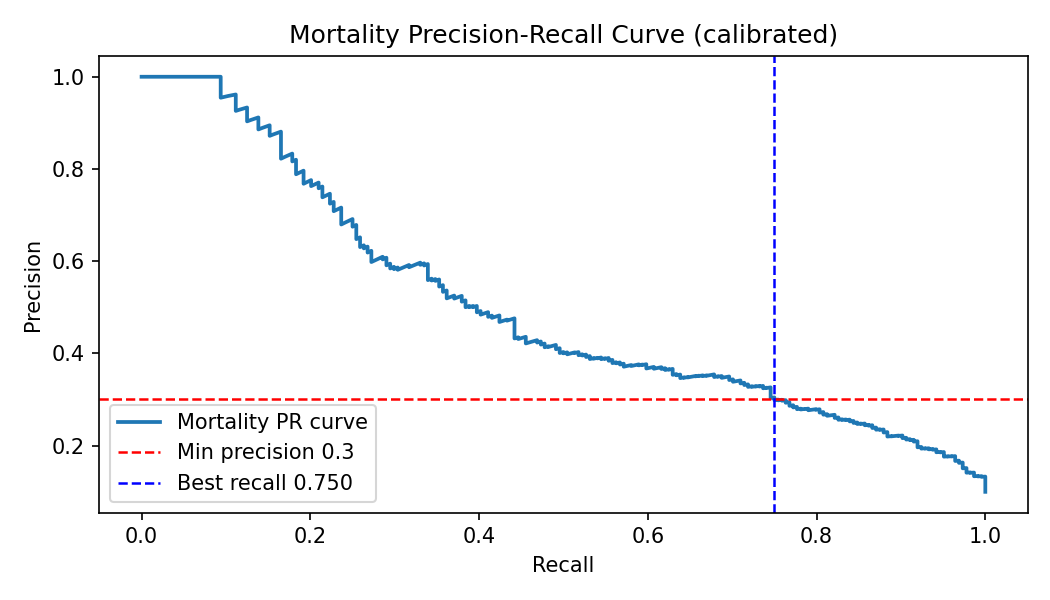 Mortality Precision-Recall Curve (calibrated)
Precision
1.0
0.8
0.6
0.4
0.2
Mortality PR curve
Min precision 0.3
Best recall 0.750
0.0 0.2 0.4 0.6 0.8 1.0
Recall